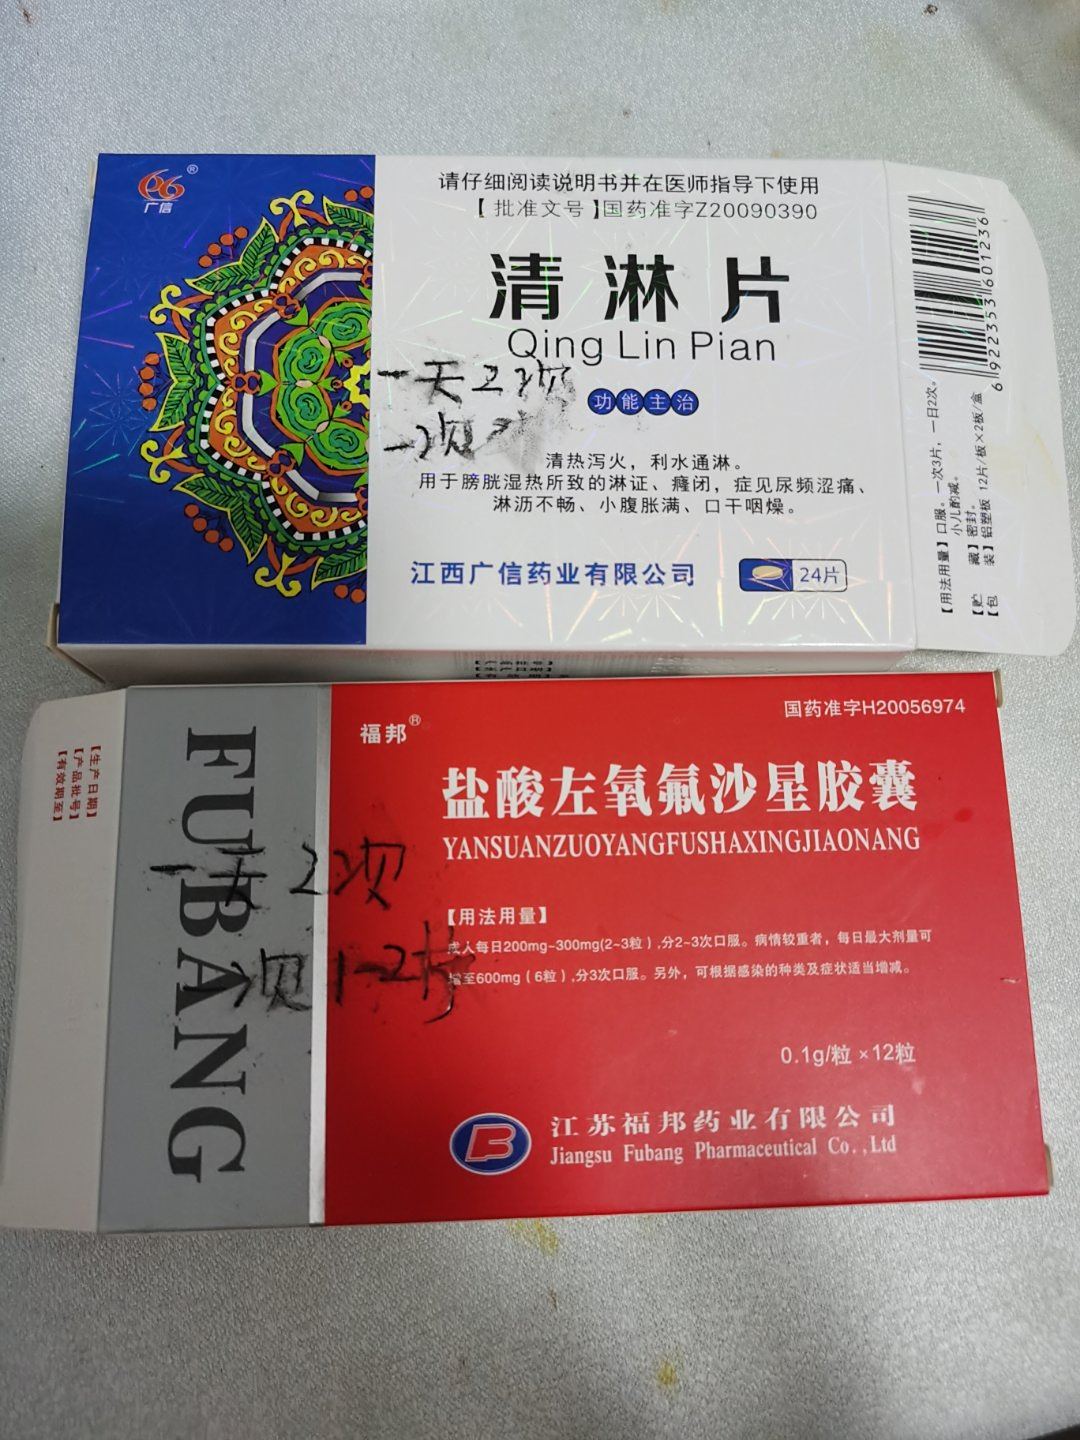 66®
广信
请仔细阅读说明书并在医师指导下使用
【批准文号】国药准字Z20090390
清淋片
Qing Lin Pian
一天2次
一次
功能主治
清热泻火，利水通淋。
用于膀胱湿热所致的淋证、癃闭，症见尿频涩痛、
淋沥不畅、小腹胀满、口干咽燥。
江西广信药业有限公司
24片
6922353601236
【用法用量】口服。一次3片，一日2次。
小儿酌减。
【贮 藏】密封。
【包 装】铝塑板 12片/板×2板/盒
【产品批号】
【生产日期】
【生产日期】
【产品批号】
【有效期至】
FUBANG
福邦®
国药准字H20056974
盐酸左氧氟沙星胶囊
YANSUANZUOYANGFUSHAXINGJIAONANG
一天2次
一次1-2片
【用法用量】
成人每日200mg~300mg(2~3粒),分2~3次口服。病情较重者，每日最大剂量可
增至600mg（6粒）,分3次口服。另外，可根据感染的种类及症状适当增减。
0.1g/粒×12粒
江苏福邦药业有限公司
Jiangsu Fubang Pharmaceutical Co.,Ltd